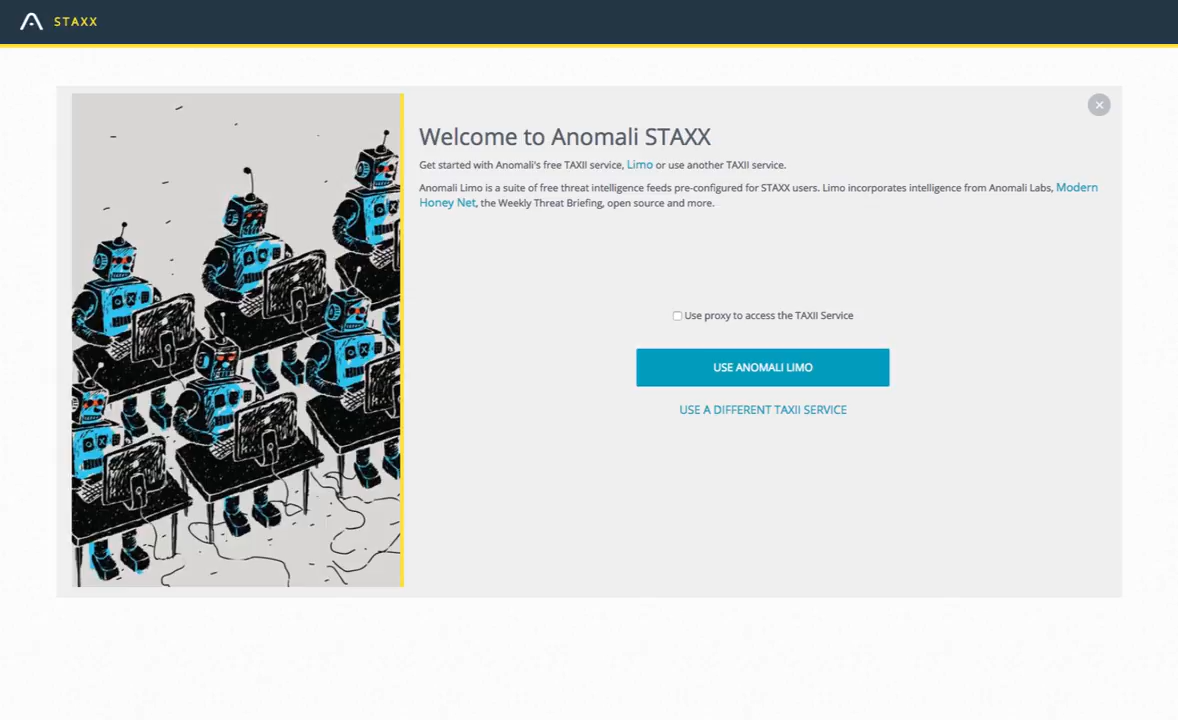 STAXX
Welcome to Anomali STAXX
Get started with Anomali's free TAXII service, Limo or use another TAXII service.
Anomali Limo is a suite of free threat intelligence feeds pre-configured for STAXX users. Limo incorporates intelligence from Anomali Labs, Modern
Honey Net, the Weekly Threat Briefing, open source and more.
Use proxy to access the TAXII Service
USE ANOMALI LIMO
USE A DIFFERENT TAXII SERVICE